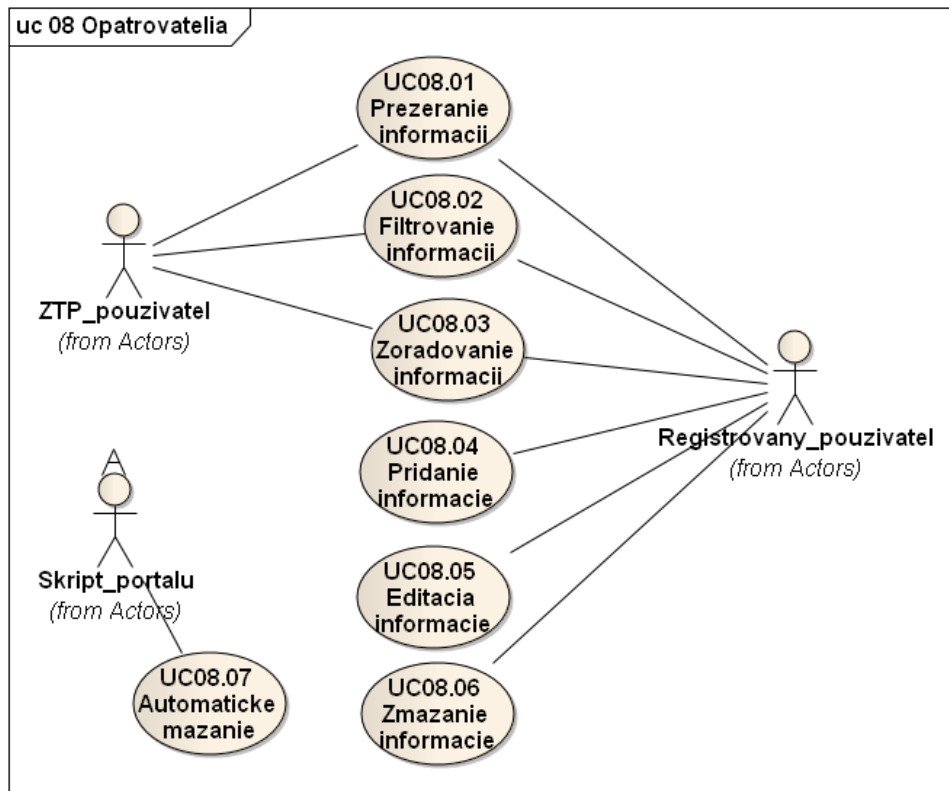 uc 08 Opatrovatelia
UC08.01
Prezeranie
informacii
UC08.02
Filtrovanie
informacii
ZTP_pouzivatel
(from Actors)
UC08.03
Zoradovanie
informacii
Registrovany_pouzivatel
(from Actors)
UC08.04
Pridanie
informacie
A
Skript_portalu
(from Actors)
UC08.05
Editacia
informacie
UC08.07
Automaticke
mazanie
UC08.06
Zmazanie
informacie